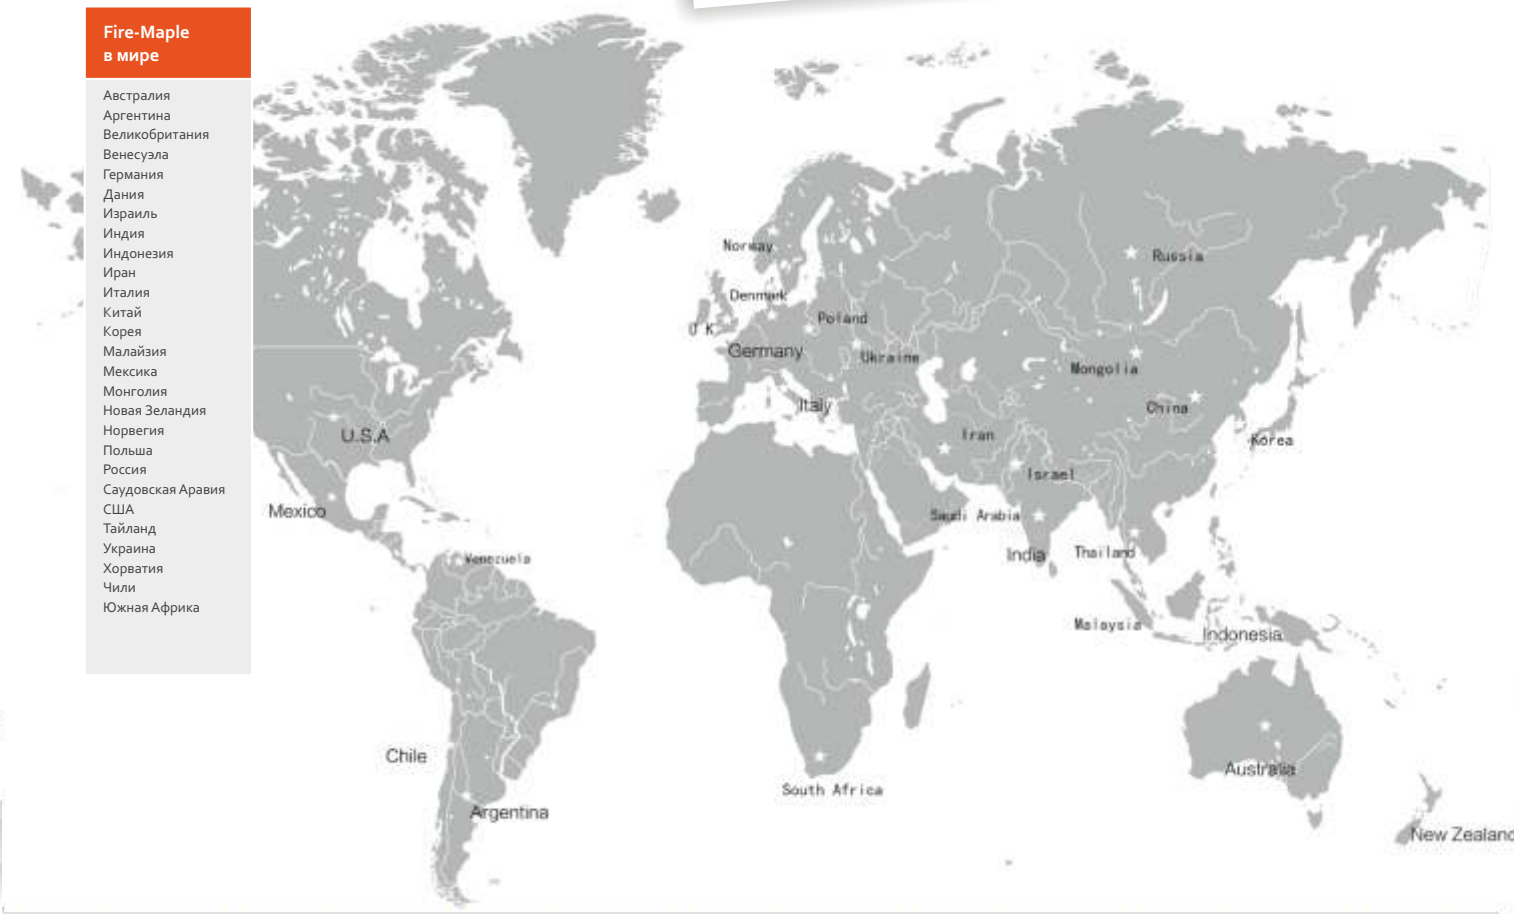 Fire-Maple
в мире
Австралия
Аргентина
Великобритания
Венесуэла
Германия
Дания
Израиль
Индия
Индонезия
Иран
Италия
Китай
Корея
Малайзия
Мексика
Монголия
Новая Зеландия
Норвегия
Польша
Россия
Саудовская Аравия
США
Тайланд
Украина
Хорватия
Чили
Южная Африка
Norway
Russia
Denmark
Poland
U K
Germany
Ukraine
Mongolia
Italy
China
U.S.A
Iran
Korea
Israel
Mexico
Saudi Arabia
India
Thailand
Venezuela
Malaysia
Indonesia
Chile
Australia
South Africa
Argentina
New Zealand